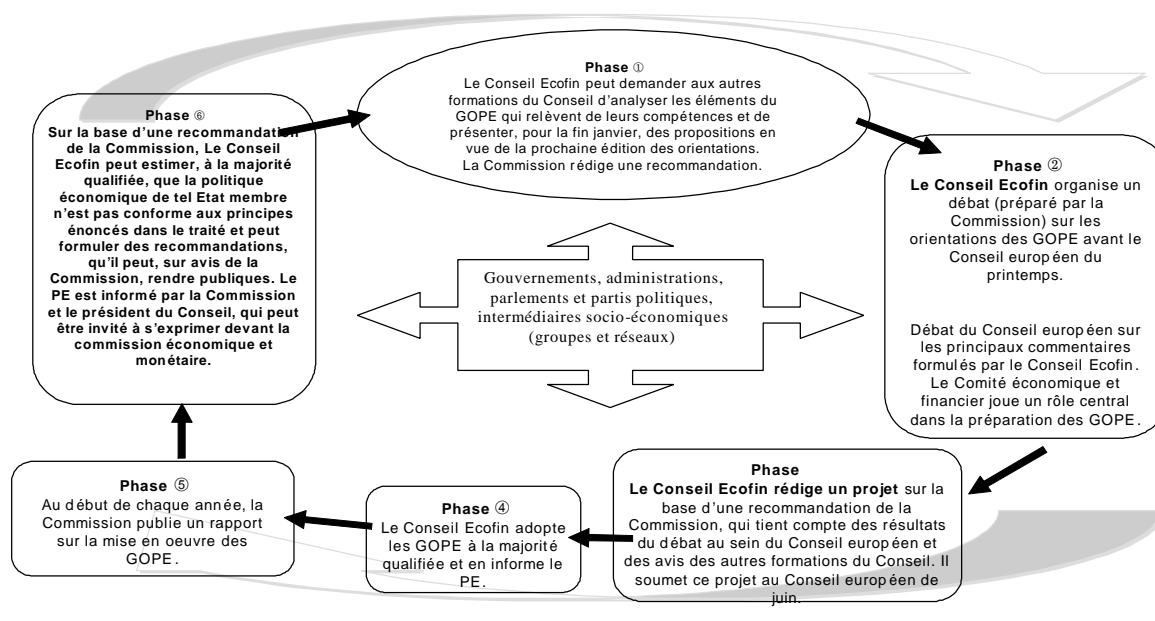 Phase ①
Le Conseil Ecofin peut demander aux autres
formations du Conseil d'analyser les éléments du
GOPE qui relèvent de leurs compétences et de
présenter, pour la fin janvier, des propositions en
vue de la prochaine édition des orientations.
La Commission rédige une recommandation.
Phase ②
Le Conseil Ecofin organise un
débat (préparé par la
Commission) sur les
orientations des GOPE avant le
Conseil européen du
printemps.
Débat du Conseil européen sur
les principaux commentaires
formulés par le Conseil Ecofin.
Le Comité économique et
financier joue un rôle central
dans la préparation des GOPE.
Phase
Le Conseil Ecofin rédige un projet sur la
base d'une recommandation de la
Commission, qui tient compte des résultats
du débat au sein du Conseil européen et
des avis des autres formations du Conseil. Il
soumet ce projet au Conseil européen de
juin.
Phase ④
Le Conseil Ecofin adopte
les GOPE à la majorité
qualifiée et en informe le
PE.
Phase ⑤
Au début de chaque année, la
Commission publie un rapport
sur la mise en oeuvre des
GOPE.
Phase ⑥
Sur la base d'une recommandation
de la Commission, Le Conseil
Ecofin peut estimer, à la majorité
qualifiée, que la politique
économique de tel Etat membre
n'est pas conforme aux principes
énoncés dans le traité et peut
formuler des recommandations,
qu'il peut, sur avis de la
Commission, rendre publiques. Le
PE est informé par la Commission
et le président du Conseil, qui peut
être invité à s'exprimer devant la
commission économique et
monétaire.
Gouvernements, administrations,
parlements et partis politiques,
intermédiaires socio-économiques
(groupes et réseaux)